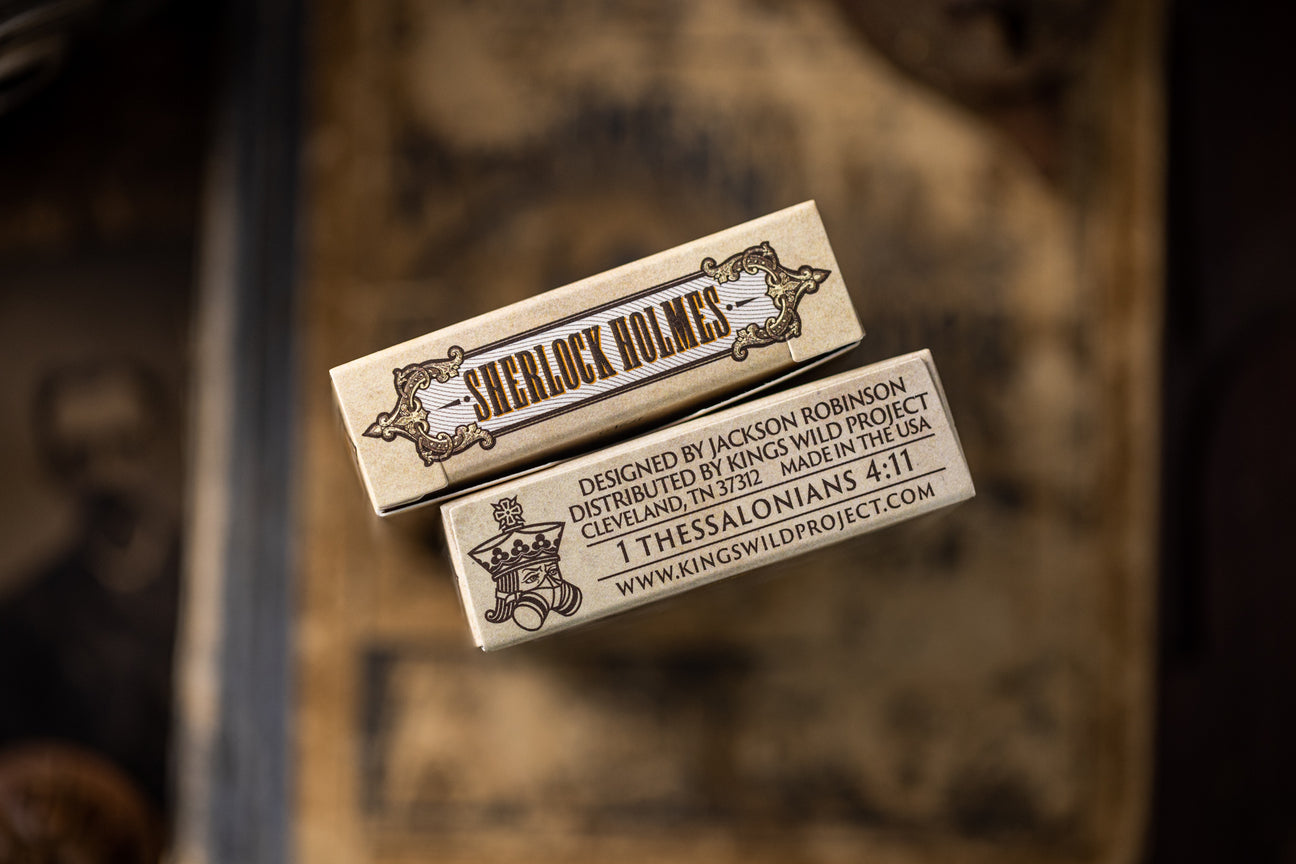 SHERLOCK HOLMES
DESIGNED BY JACKSON ROBINSON
DISTRIBUTED BY KINGS WILD PROJECT
CLEVELAND, TN 37312 MADE IN THE USA
1 THESSALONIANS 4:11
WWW.KINGSWILDPROJECT.COM